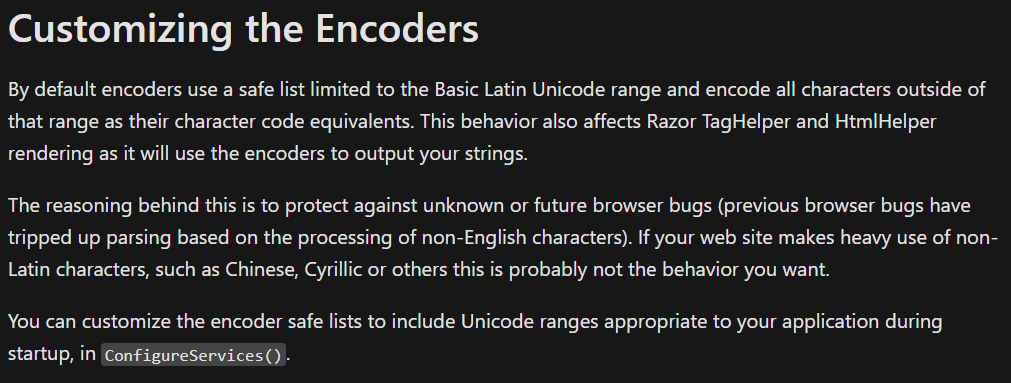 Customizing the Encoders
By default encoders use a safe list limited to the Basic Latin Unicode range and encode all characters outside of
that range as their character code equivalents. This behavior also affects Razor TagHelper and HtmlHelper
rendering as it will use the encoders to output your strings.
The reasoning behind this is to protect against unknown or future browser bugs (previous browser bugs have
tripped up parsing based on the processing of non-English characters). If your web site makes heavy use of non-
Latin characters, such as Chinese, Cyrillic or others this is probably not the behavior you want.
You can customize the encoder safe lists to include Unicode ranges appropriate to your application during
startup, in ConfigureServices().